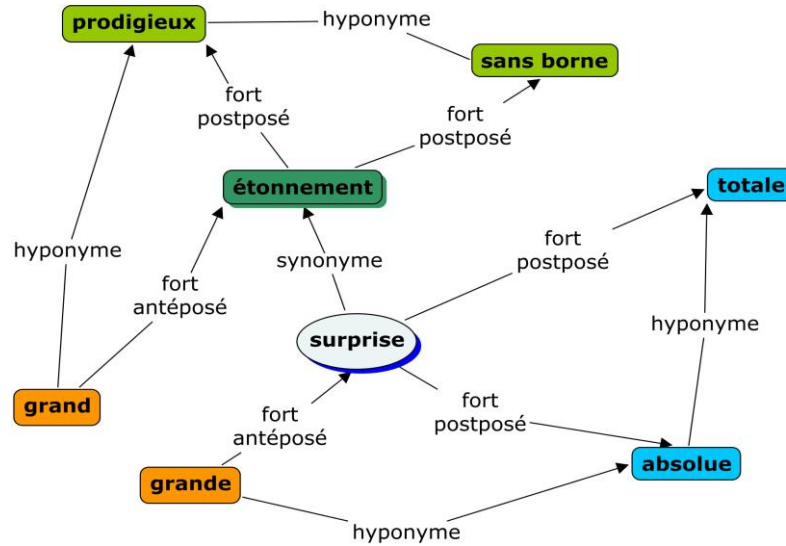 prodigieux
hyponyme
sans borne
fort
postposé
fort
postposé
étonnement
totale
hyponyme
fort
antéposé
synonyme
fort
postposé
hyponyme
surprise
grand
fort
antéposé
fort
postposé
absolue
grande
hyponyme